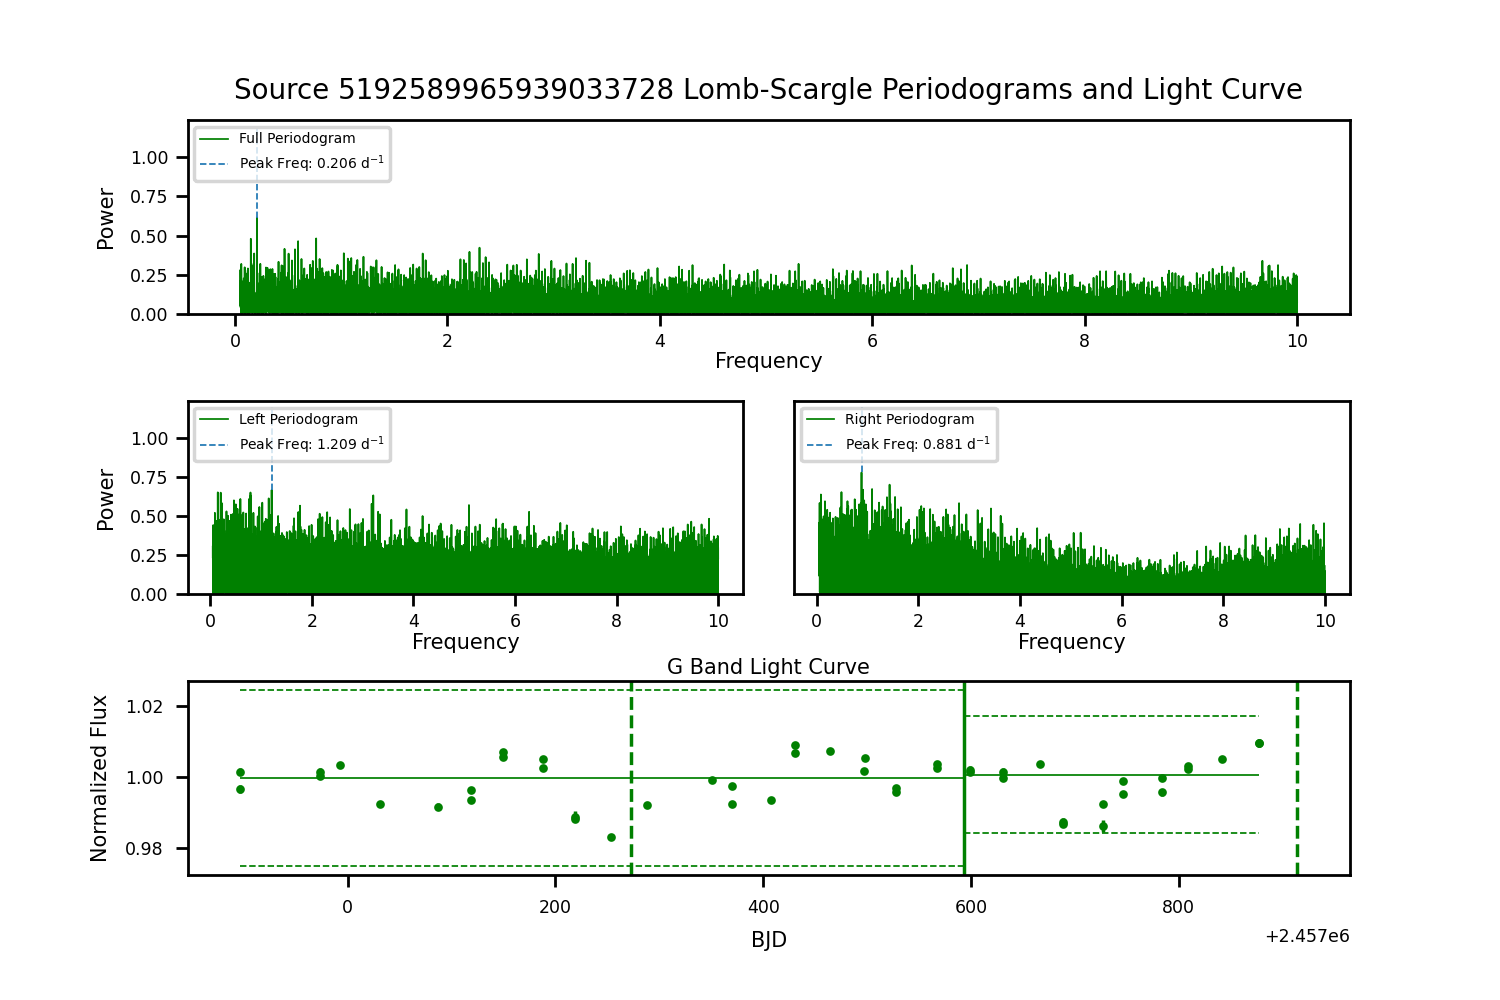 Source 5192589965939033728 Lomb-Scargle Periodograms and Light Curve
Full Periodogram
Peak Freq: 0.206 d⁻¹
Power
1.00
0.75
0.50
0.25
0.00
0 2 4 6 8 10
Frequency
Left Periodogram
Peak Freq: 1.209 d⁻¹
Power
1.00
0.75
0.50
0.25
0.00
0 2 4 6 8 10
Frequency
Right Periodogram
Peak Freq: 0.881 d⁻¹
0 2 4 6 8 10
Frequency
G Band Light Curve
Normalized Flux
1.02
1.00
0.98
0 200 400 600 800
BJD
+2.457e6